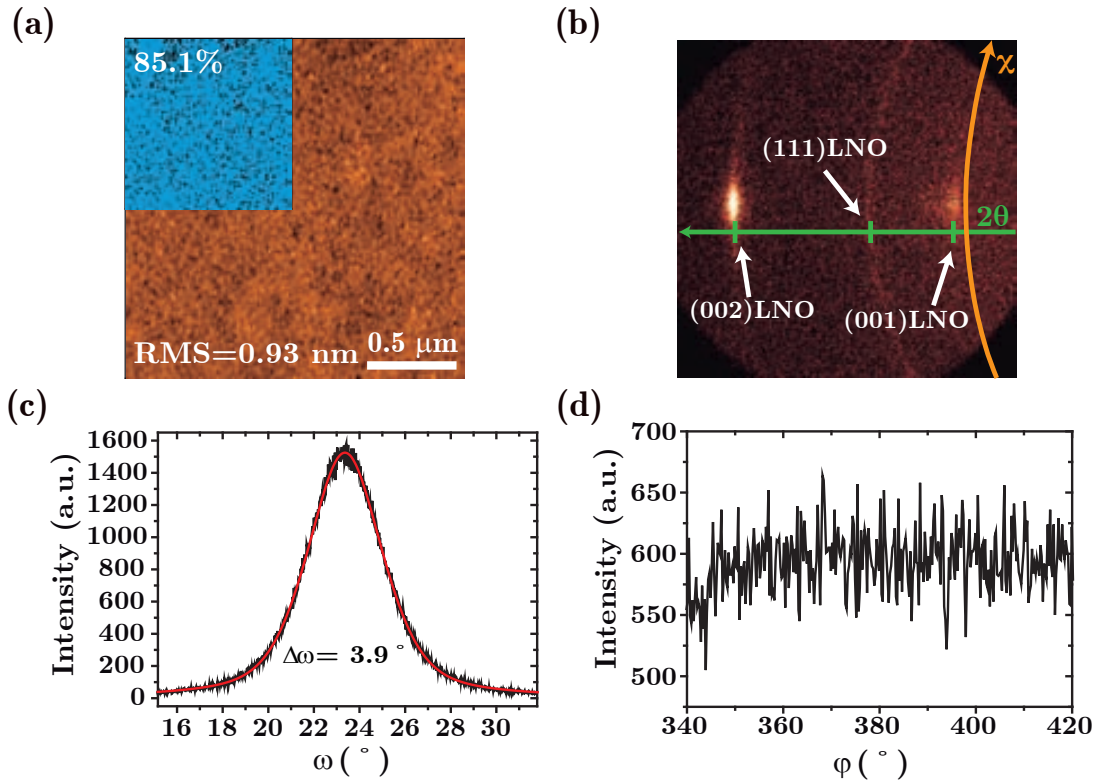 (a)
85.1%
RMS=0.93 nm
0.5 μm
(b)
χ
(111)LNO
2θ
(002)LNO
(001)LNO
(c)
Intensity (a.u.)
1600
1400
1200
1000
800
600
400
200
0
Δω= 3.9 °
16 18 20 22 24 26 28 30
ω ( ° )
(d)
Intensity (a.u.)
700
650
600
550
500
340 360 380 400 420
φ ( ° )